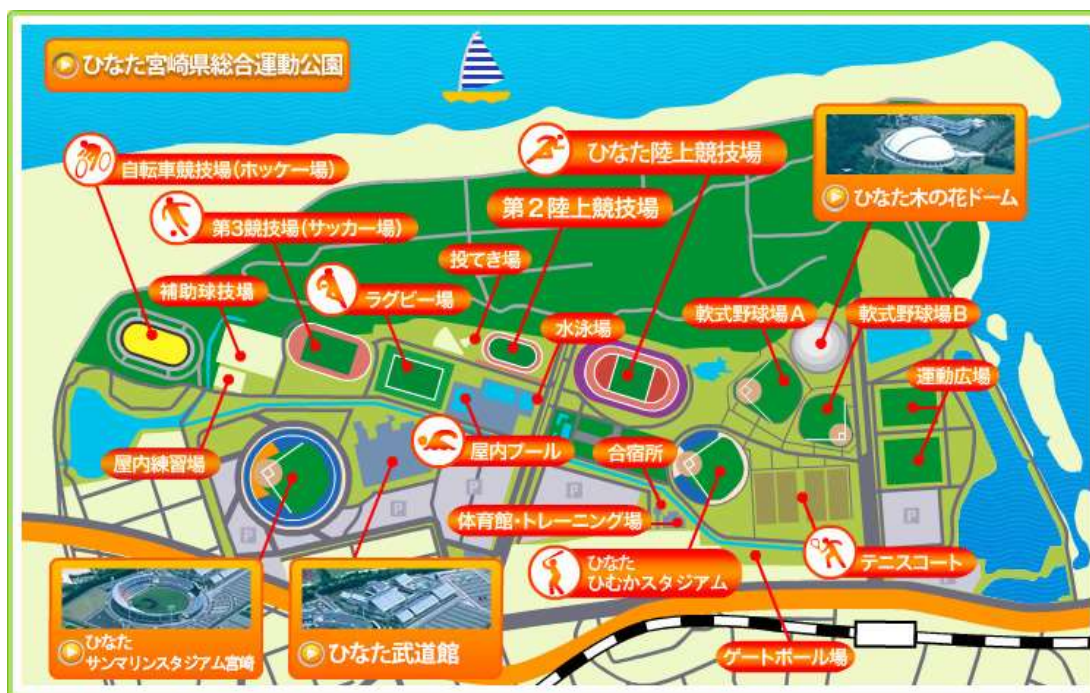 ひなた宮崎県総合運動公園
自転車競技場(ホッケー場)
ひなた陸上競技場
ひなた木の花ドーム
第3競技場(サッカー場)
第2陸上競技場
投てき場
補助球技場
ラグビー場
水泳場
軟式野球場A
軟式野球場B
運動広場
屋内練習場
屋内プール
合宿所
体育館・トレーニング場
P
P
P
P
P
P
ひなた
ひむかスタジアム
テニスコート
ひなた
サンマリンスタジアム宮崎
ひなた武道館
ゲートボール場